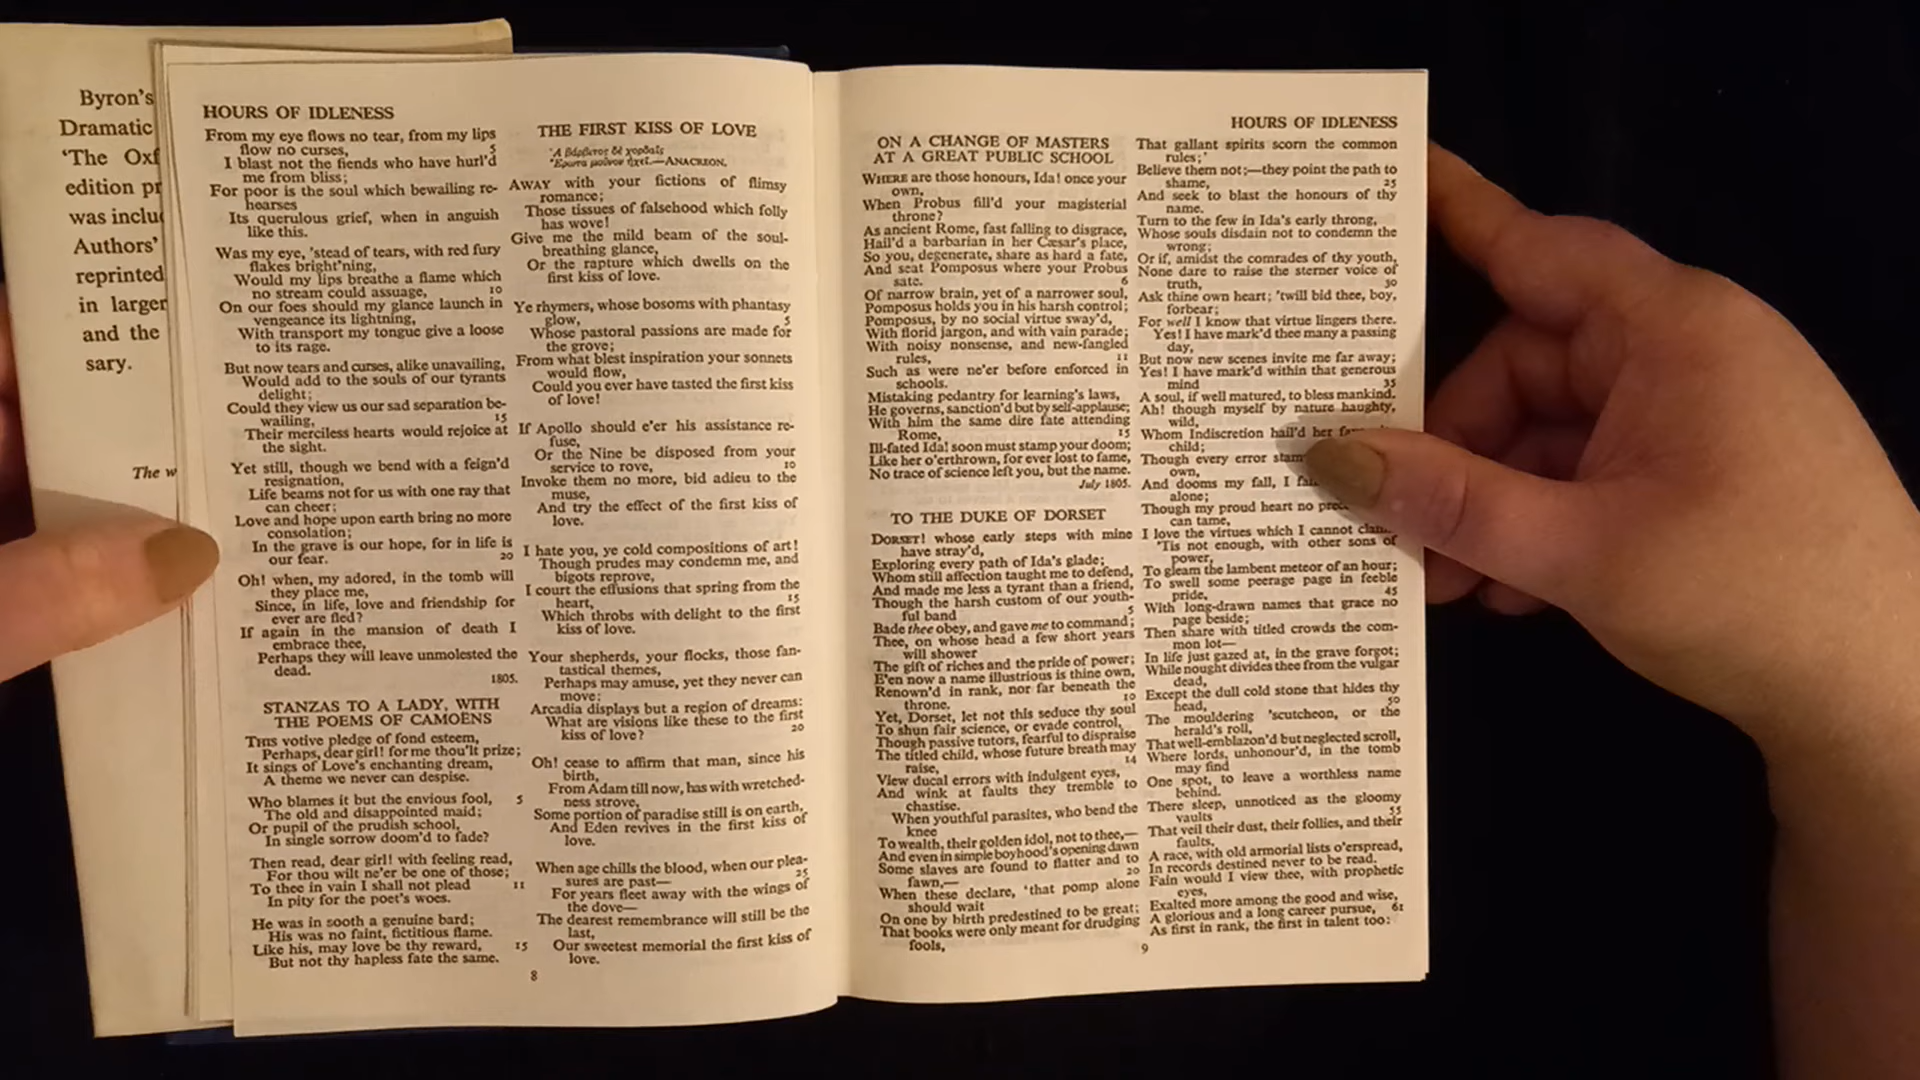 Byron's
Dramatic
'The Oxf
edition pr
was inclu
Authors'
reprinted
in larger
and the
sary.
The w
HOURS OF IDLENESS
From my eye flows no tear, from my lips
flow no curses, 5
I blast not the fiends who have hurl'd
me from bliss;
For poor is the soul which bewailing re-
hearses
Its querulous grief, when in anguish
like this.
Was my eye, 'stead of tears, with red fury
flakes bright'ning,
Would my lips breathe a flame which
no stream could assuage, 10
On our foes should my glance launch in
vengeance its lightning,
With transport my tongue give a loose
to its rage.
But now tears and curses, alike unavailing,
Would add to the souls of our tyrants
delight;
Could they view us our sad separation be-
wailing, 15
Their merciless hearts would rejoice at
the sight.
Yet still, though we bend with a feign'd
resignation,
Life beams not for us with one ray that
can cheer;
Love and hope upon earth bring no more
consolation;
In the grave is our hope, for in life is
our fear. 20
Oh! when, my adored, in the tomb will
they place me,
Since, in life, love and friendship for
ever are fled?
If again in the mansion of death I
embrace thee,
Perhaps they will leave unmolested the
dead.
1805.
STANZAS TO A LADY, WITH
THE POEMS OF CAMOËNS
THIS votive pledge of fond esteem,
Perhaps, dear girl! for me thou'lt prize;
It sings of Love's enchanting dream,
A theme we never can despise.
Who blames it but the envious fool, 5
The old and disappointed maid;
Or pupil of the prudish school,
In single sorrow doom'd to fade?
Then read, dear girl! with feeling read,
For thou wilt ne'er be one of those;
To thee in vain I shall not plead 11
In pity for the poet's woes.
He was in sooth a genuine bard;
His was no faint, fictitious flame.
Like his, may love be thy reward, 15
But not thy hapless fate the same.
THE FIRST KISS OF LOVE
'Α βάρβιτος δὲ χορδαῖς
Ἔρωτα μοῦνον ἠχεῖ.—ANACREON.
AWAY with your fictions of flimsy
romance;
Those tissues of falsehood which folly
has wove!
Give me the mild beam of the soul-
breathing glance,
Or the rapture which dwells on the
first kiss of love.
Ye rhymers, whose bosoms with phantasy
glow, 5
Whose pastoral passions are made for
the grove;
From what blest inspiration your sonnets
would flow,
Could you ever have tasted the first kiss
of love!
If Apollo should e'er his assistance re-
fuse,
Or the Nine be disposed from your
service to rove, 10
Invoke them no more, bid adieu to the
muse,
And try the effect of the first kiss of
love.
I hate you, ye cold compositions of art!
Though prudes may condemn me, and
bigots reprove,
I court the effusions that spring from the
heart, 15
Which throbs with delight to the first
kiss of love.
Your shepherds, your flocks, those fan-
tastical themes,
Perhaps may amuse, yet they never can
move:
Arcadia displays but a region of dreams:
What are visions like these to the first
kiss of love? 20
Oh! cease to affirm that man, since his
birth,
From Adam till now, has with wretched-
ness strove,
Some portion of paradise still is on earth,
And Eden revives in the first kiss of
love.
When age chills the blood, when our plea-
sures are past— 25
For years fleet away with the wings of
the dove—
The dearest remembrance will still be the
last,
Our sweetest memorial the first kiss of
love.
8
HOURS OF IDLENESS
ON A CHANGE OF MASTERS
AT A GREAT PUBLIC SCHOOL
WHERE are those honours, Ida! once your
own,
When Probus fill'd your magisterial
throne?
As ancient Rome, fast falling to disgrace,
Hail'd a barbarian in her Cæsar's place,
So you, degenerate, share as hard a fate,
And seat Pomposus where your Probus
sate. 6
Of narrow brain, yet of a narrower soul,
Pomposus holds you in his harsh control;
Pomposus, by no social virtue sway'd,
With florid jargon, and with vain parade;
With noisy nonsense, and new-fangled
rules, 11
Such as were ne'er before enforced in
schools.
Mistaking pedantry for learning's laws,
He governs, sanction'd but by self-applause;
With him the same dire fate attending
Rome, 15
Ill-fated Ida! soon must stamp your doom;
Like her o'erthrown, for ever lost to fame,
No trace of science left you, but the name.
July 1805.
TO THE DUKE OF DORSET
DORSET! whose early steps with mine
have stray'd,
Exploring every path of Ida's glade;
Whom still affection taught me to defend,
And made me less a tyrant than a friend,
Though the harsh custom of our youth-
ful band 5
Bade thee obey, and gave me to command;
Thee, on whose head a few short years
will shower
The gift of riches and the pride of power;
E'en now a name illustrious is thine own,
Renown'd in rank, nor far beneath the
throne. 10
Yet, Dorset, let not this seduce thy soul
To shun fair science, or evade control,
Though passive tutors, fearful to dispraise
The titled child, whose future breath may
raise, 14
View ducal errors with indulgent eyes,
And wink at faults they tremble to
chastise.
When youthful parasites, who bend the
knee
To wealth, their golden idol, not to thee,—
And even in simple boyhood's opening dawn
Some slaves are found to flatter and to
fawn,— 20
When these declare, 'that pomp alone
should wait
On one by birth predestined to be great;
That books were only meant for drudging
fools,
That gallant spirits scorn the common
rules;'
Believe them not;—they point the path to
shame, 25
And seek to blast the honours of thy
name.
Turn to the few in Ida's early throng,
Whose souls disdain not to condemn the
wrong;
Or if, amidst the comrades of thy youth,
None dare to raise the sterner voice of
truth, 30
Ask thine own heart; 'twill bid thee, boy,
forbear;
For well I know that virtue lingers there.
Yes! I have mark'd thee many a passing
day,
But now new scenes invite me far away;
Yes! I have mark'd within that generous
mind 35
A soul, if well matured, to bless mankind.
Ah! though myself by nature haughty,
wild,
Whom Indiscretion hail'd her
child;
Though every error
own,
And dooms my fall, I
alone;
Though my proud heart no
can tame,
I love the virtues which I cannot
'Tis not enough, with other sons of
power,
To gleam the lambent meteor of an hour;
To swell some peerage page in feeble
pride, 45
With long-drawn names that grace no
page beside;
Then share with titled crowds the com-
mon lot—
In life just gazed at, in the grave forgot;
While nought divides thee from the vulgar
dead,
Except the dull cold stone that hides thy
head, 50
The mouldering 'scutcheon, or the
herald's roll,
That well-emblazon'd but neglected scroll,
Where lords, unhonour'd, in the tomb
may find
One spot, to leave a worthless name
behind.
There sleep, unnoticed as the gloomy
vaults 55
That veil their dust, their follies, and their
faults,
A race, with old armorial lists o'erspread,
In records destined never to be read.
Fain would I view thee, with prophetic
eyes,
Exalted more among the good and wise,
A glorious and a long career pursue, 61
As first in rank, the first in talent too:
9